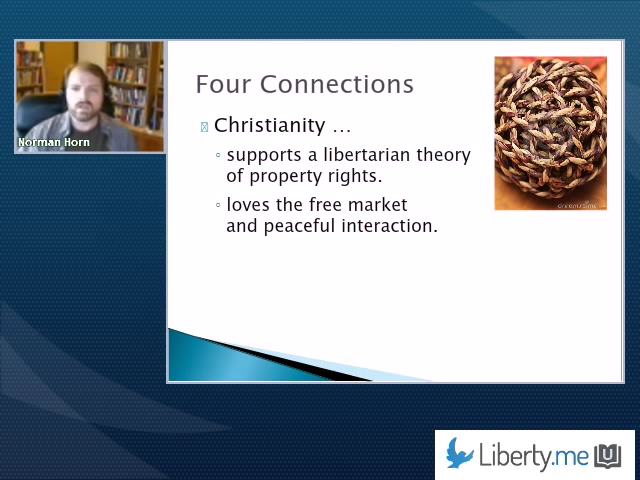 Norman Horn
Four Connections
Christianity …
supports a libertarian theory
of property rights.
loves the free market
and peaceful interaction.
Liberty.me